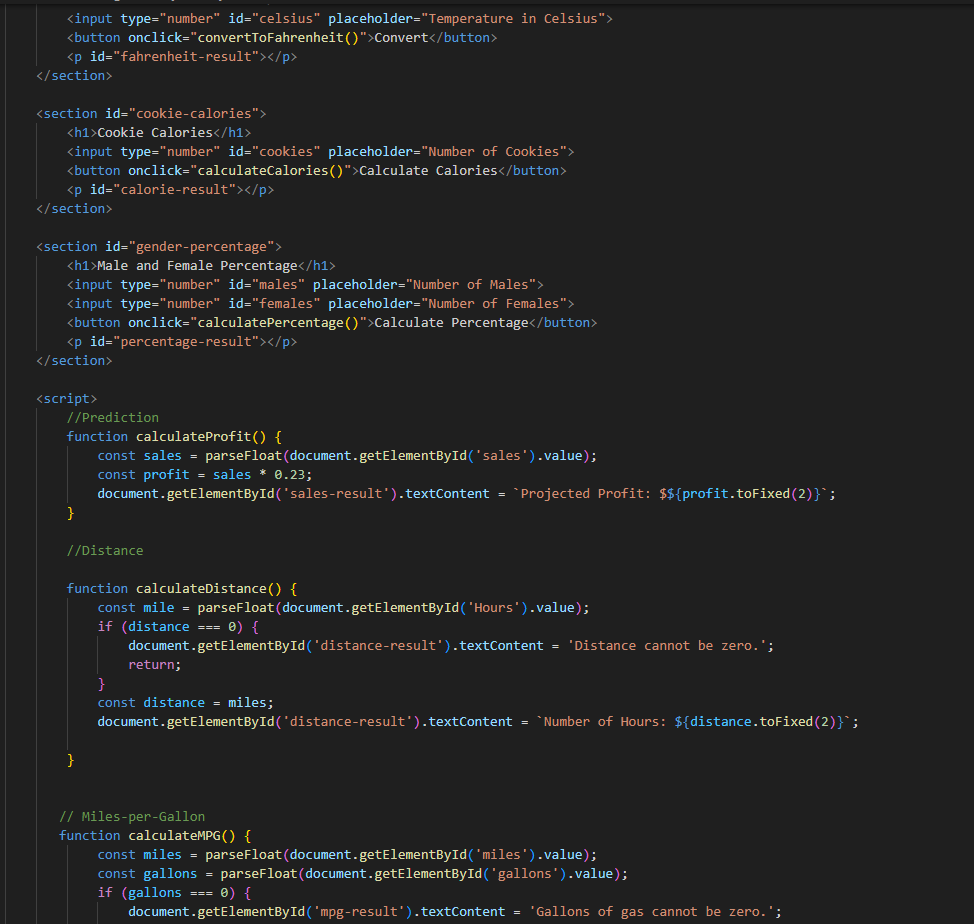 <input type="number" id="celsius" placeholder="Temperature in Celsius">
<button onclick="convertToFahrenheit()">Convert</button>
<p id="fahrenheit-result"></p>
</section>
<section id="cookie-calories">
<h1>Cookie Calories</h1>
<input type="number" id="cookies" placeholder="Number of Cookies">
<button onclick="calculateCalories()">Calculate Calories</button>
<p id="calorie-result"></p>
</section>
<section id="gender-percentage">
<h1>Male and Female Percentage</h1>
<input type="number" id="males" placeholder="Number of Males">
<input type="number" id="females" placeholder="Number of Females">
<button onclick="calculatePercentage()">Calculate Percentage</button>
<p id="percentage-result"></p>
</section>
<script>
//Prediction
function calculateProfit() {
const sales = parseFloat(document.getElementById('sales').value);
const profit = sales * 0.23;
document.getElementById('sales-result').textContent = `Projected Profit: $${profit.toFixed(2)}`;
}
//Distance
function calculateDistance() {
const mile = parseFloat(document.getElementById('Hours').value);
if (distance === 0) {
document.getElementById('distance-result').textContent = 'Distance cannot be zero.';
return;
}
const distance = miles;
document.getElementById('distance-result').textContent = `Number of Hours: ${distance.toFixed(2)}`;
}
// Miles-per-Gallon
function calculateMPG() {
const miles = parseFloat(document.getElementById('miles').value);
const gallons = parseFloat(document.getElementById('gallons').value);
if (gallons === 0) {
document.getElementById('mpg-result').textContent = 'Gallons of gas cannot be zero.';